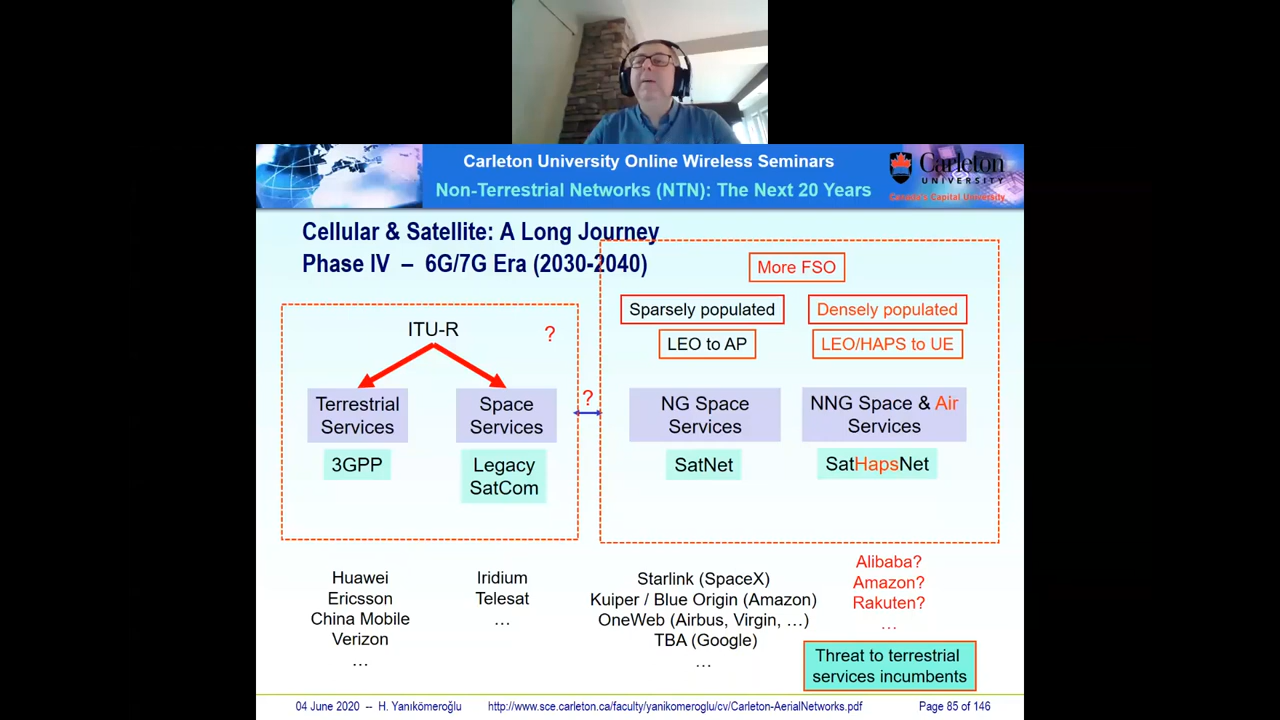 Carleton University Online Wireless Seminars
Non-Terrestrial Networks (NTN): The Next 20 Years
Carleton
UNIVERSITY
Canada's Capital University
Cellular & Satellite: A Long Journey
Phase IV – 6G/7G Era (2030-2040)
More FSO
Sparsely populated
Densely populated
LEO to AP
LEO/HAPS to UE
ITU-R
?
?
Terrestrial
Services
Space
Services
NG Space
Services
NNG Space & Air
Services
3GPP
Legacy
SatCom
SatNet
SatHapsNet
Huawei
Ericsson
China Mobile
Verizon
…
Iridium
Telesat
…
Starlink (SpaceX)
Kuiper / Blue Origin (Amazon)
OneWeb (Airbus, Virgin, …)
TBA (Google)
…
Alibaba?
Amazon?
Rakuten?
…
Threat to terrestrial
services incumbents
04 June 2020 -- H. Yanıkömeroğlu
http://www.sce.carleton.ca/faculty/yanikomeroglu/cv/Carleton-AerialNetworks.pdf
Page 85 of 146